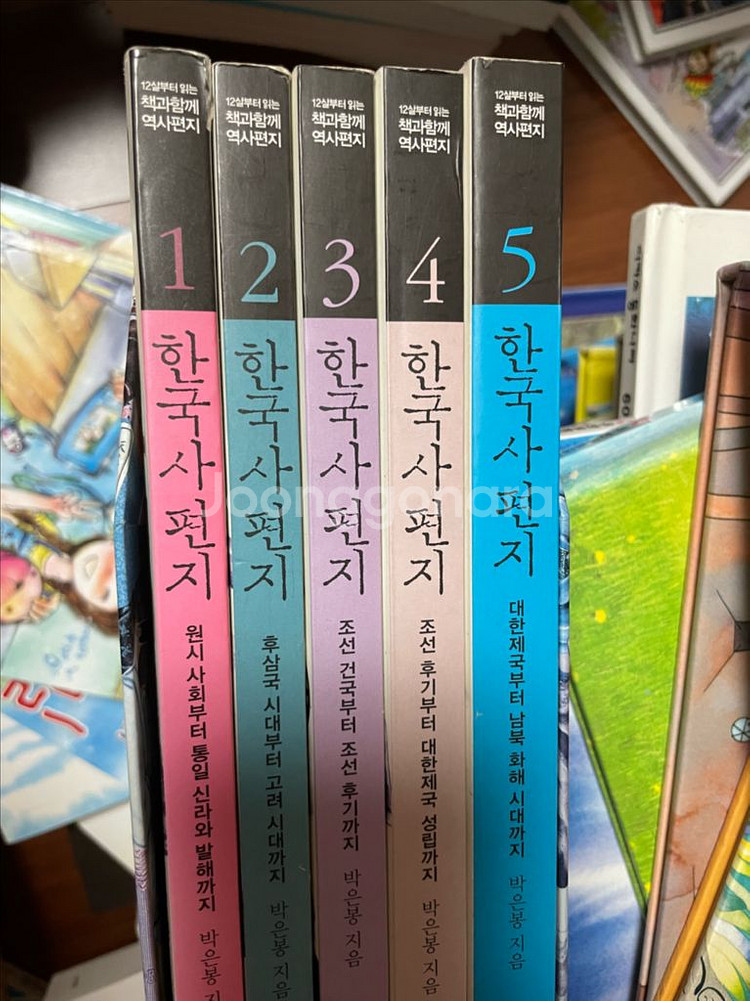 12살부터 읽는
책과함께
역사편지
1
한국사 편지
원시 사회부터 통일 신라와 발해까지
박은봉 지
12살부터 읽는
책과함께
역사편지
2
한국사 편지
후삼국 시대부터 고려 시대까지
박은봉 지음
12살부터 읽는
책과함께
역사편지
3
한국사 편지
조선 건국부터 조선 후기까지
박은봉 지음
12살부터 읽는
책과함께
역사편지
4
한국사 편지
조선 후기부터 대한제국 성립까지
박은봉 지음
12살부터 읽는
책과함께
역사편지
5
한국사 편지
대한제국부터 남북 화해 시대까지
박은봉 지음
Joonggonara